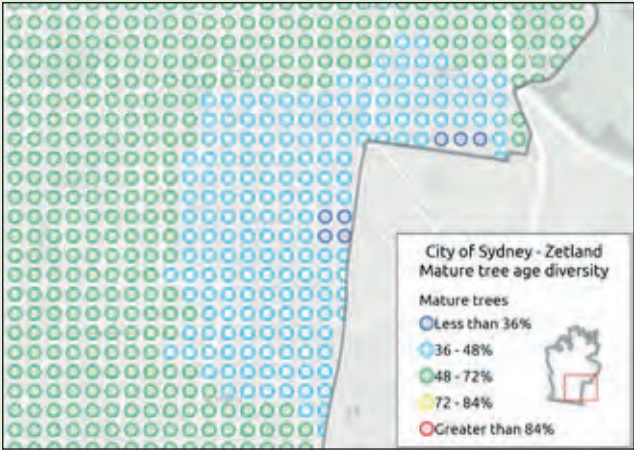 City of Sydney - Zetland
Mature tree age diversity
Mature trees
Less than 36%
36 - 48%
48 - 72%
72 - 84%
Greater than 84%